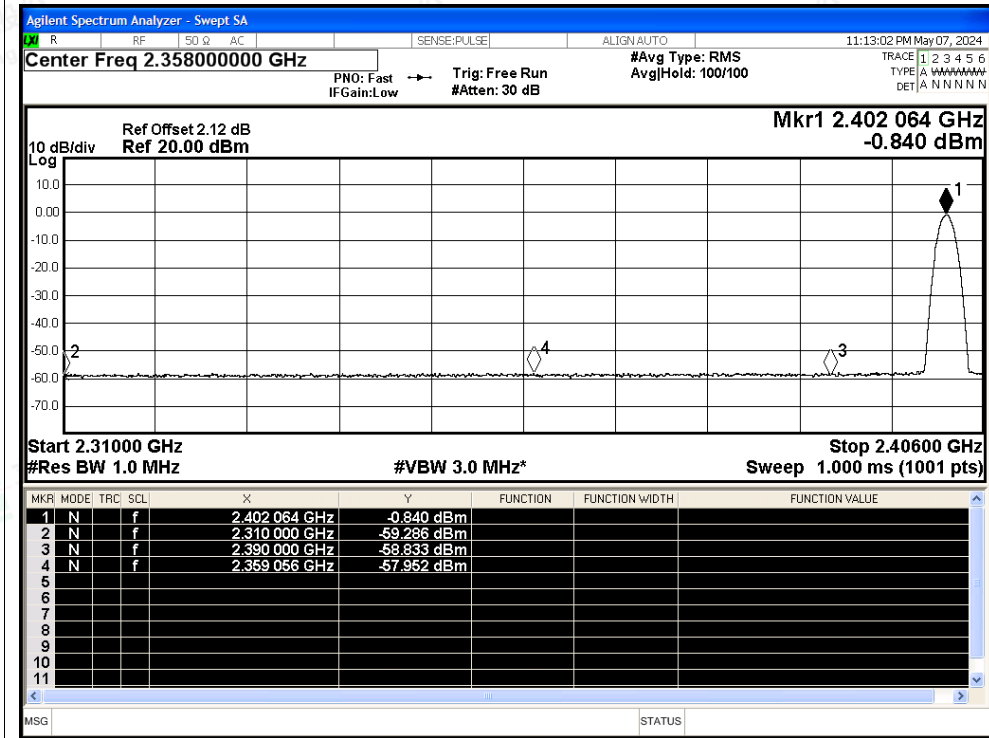 Agilent Spectrum Analyzer - Swept SA
LXI R RF 50 Ω AC SENSE:PULSE ALIGN AUTO 11:13:02 PM May 07, 2024
Center Freq 2.358000000 GHz
PNO: Fast
IFGain:Low
Trig: Free Run
#Atten: 30 dB
#Avg Type: RMS
Avg|Hold: 100/100
TRACE 1 2 3 4 5 6
TYPE A WWWWW
DET A N N N N N
Mkr1 2.402 064 GHz
-0.840 dBm
Ref Offset 2.12 dB
10 dB/div Ref 20.00 dBm
Log
10.0
0.00
-10.0
-20.0
-30.0
-40.0
-50.0
-60.0
-70.0
1
2
4
3
Start 2.31000 GHz Stop 2.40600 GHz
#Res BW 1.0 MHz #VBW 3.0 MHz* Sweep 1.000 ms (1001 pts)
MKR MODE TRC SCL X Y FUNCTION FUNCTION WIDTH FUNCTION VALUE
1 N f 2.402 064 GHz -0.840 dBm
2 N f 2.310 000 GHz -59.286 dBm
3 N f 2.390 000 GHz -58.833 dBm
4 N f 2.359 056 GHz -57.952 dBm
5
6
7
8
9
10
11
MSG STATUS